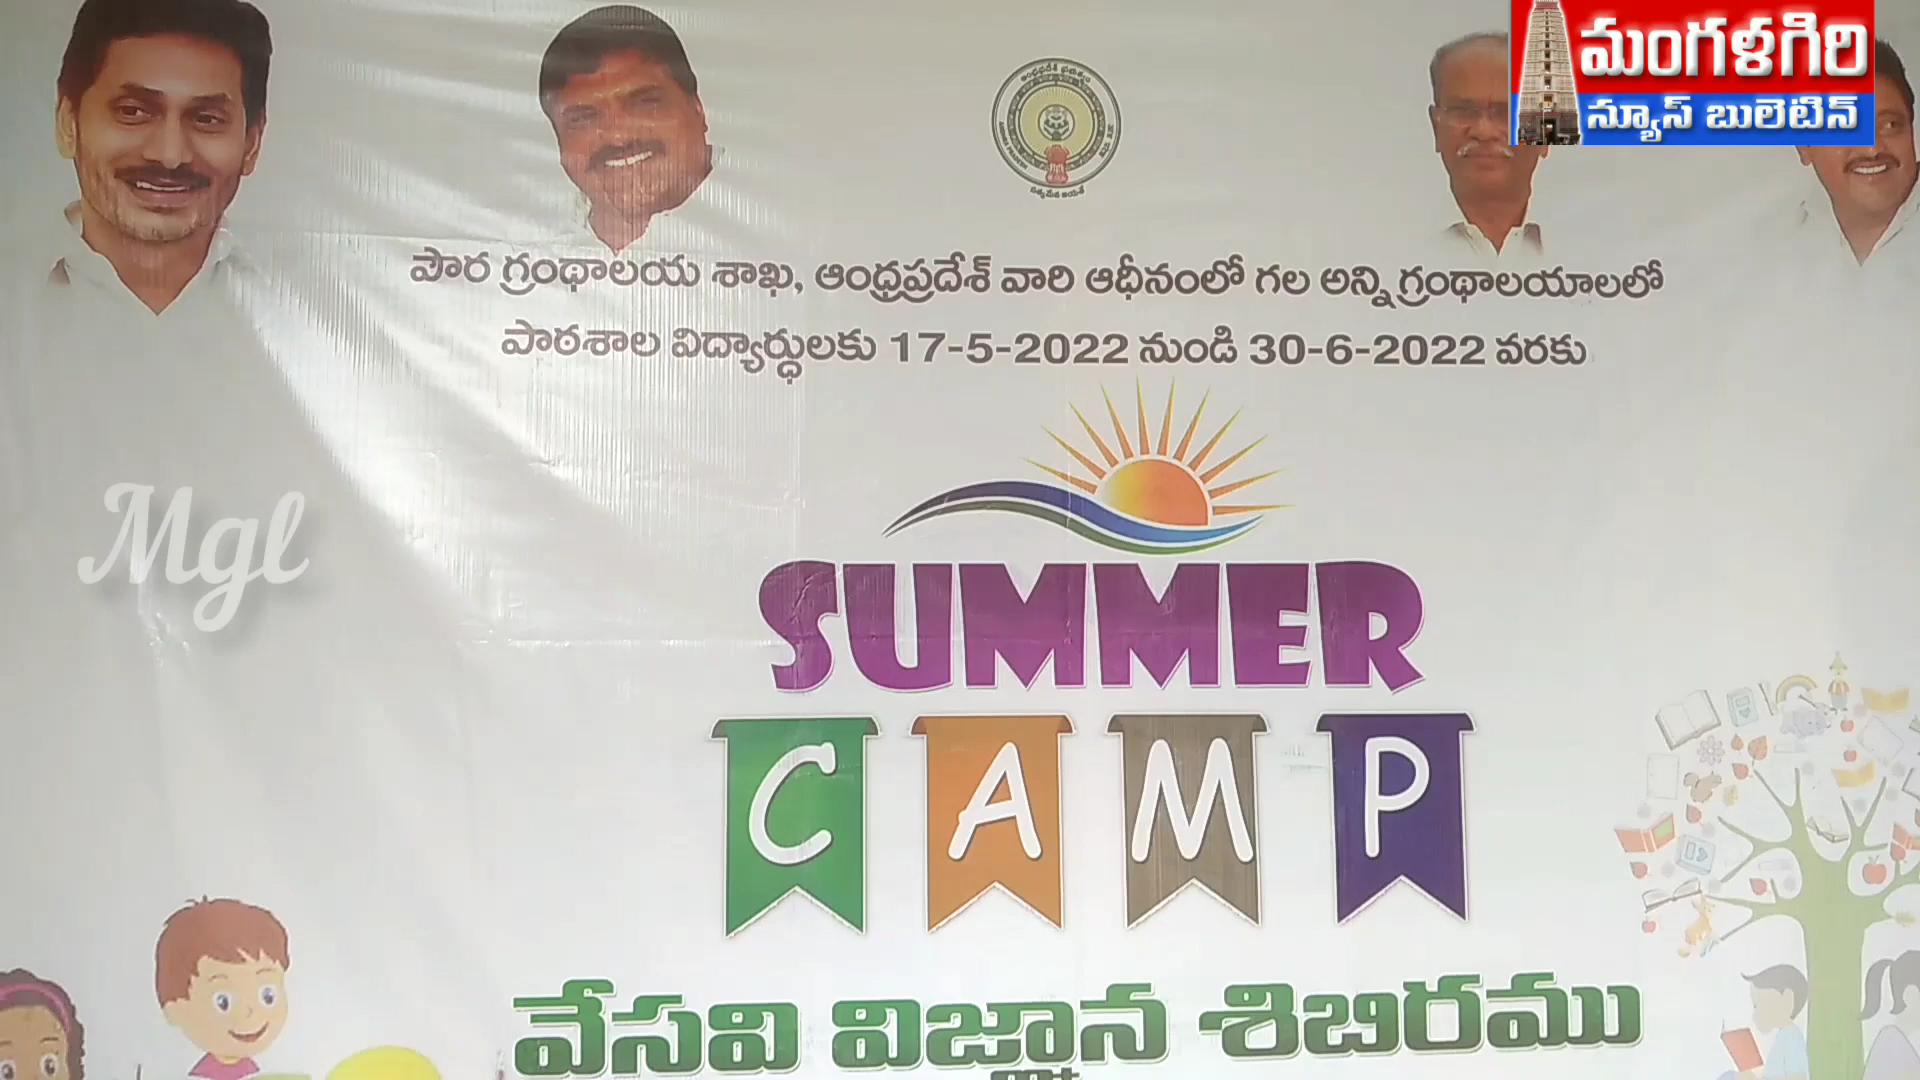 మంగళగిరి
న్యూస్ బులెటిన్
పౌర గ్రంథాలయ శాఖ, ఆంధ్రప్రదేశ్ వారి ఆధీనంలో గల అన్ని గ్రంథాలయాలలో
పాఠశాల విద్యార్ధులకు 17-5-2022 నుండి 30-6-2022 వరకు
Mgl
SUMMER
CAMP
వేసవి విజ్ఞాన శిబిరము